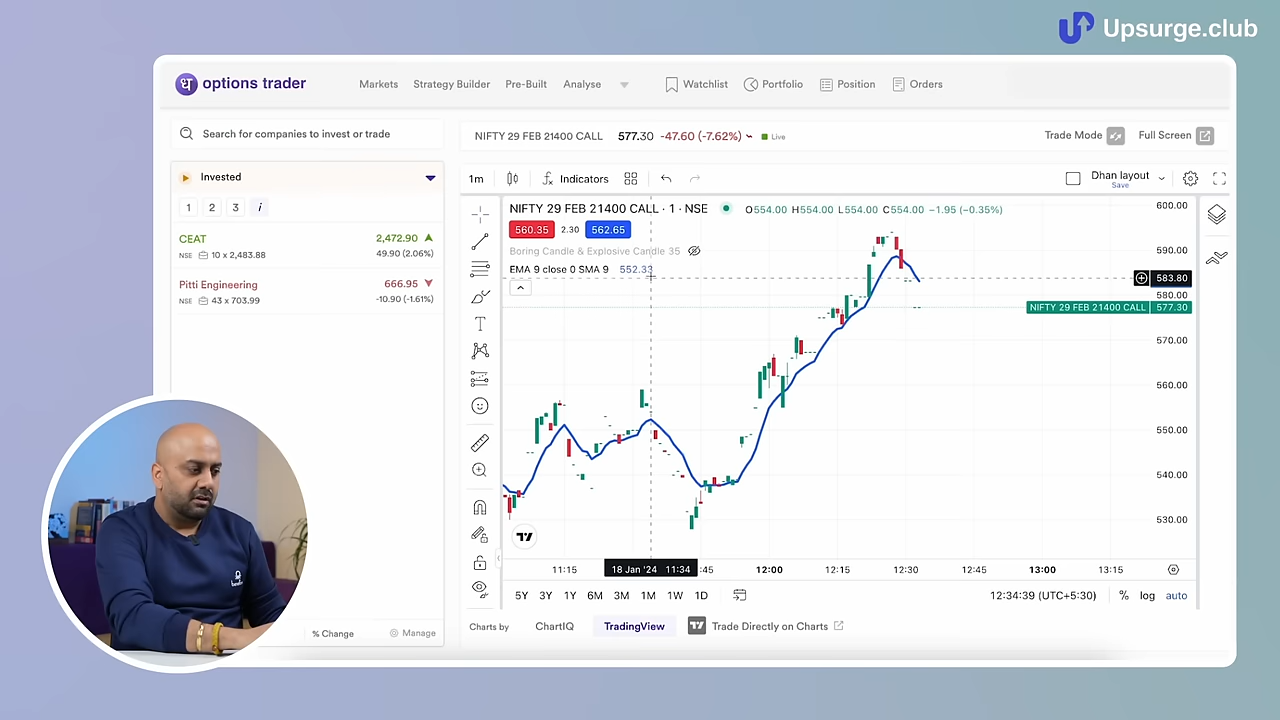 Upsurge.club
ध options trader
Markets Strategy Builder Pre-Built Analyse Watchlist Portfolio Position Orders
Search for companies to invest or trade
NIFTY 29 FEB 21400 CALL 577.30 -47.60 (-7.62%) Live
Trade Mode Full Screen
Invested
1 2 3 i
CEAT 2,472.90
NSE 10 x 2,483.88 49.90 (2.06%)
Pitti Engineering 666.95
NSE 43 x 703.99 -10.90 (-1.61%)
% Change Manage
1m Indicators Dhan layout
Save
NIFTY 29 FEB 21400 CALL · 1 · NSE O554.00 H554.00 L554.00 C554.00 −1.95 (−0.35%)
560.35 2.30 562.65
Boring Candle & Explosive Candle 35
EMA 9 close 0 SMA 9 552.33
600.00
590.00
583.80
580.00
NIFTY 29 FEB 21400 CALL 577.30
570.00
560.00
550.00
540.00
530.00
11:15 18 Jan '24 11:34 :45 12:00 12:15 12:30 12:45 13:00 13:15
5Y 3Y 1Y 6M 3M 1M 1W 1D 12:34:39 (UTC+5:30) % log auto
Charts by ChartIQ TradingView Trade Directly on Charts